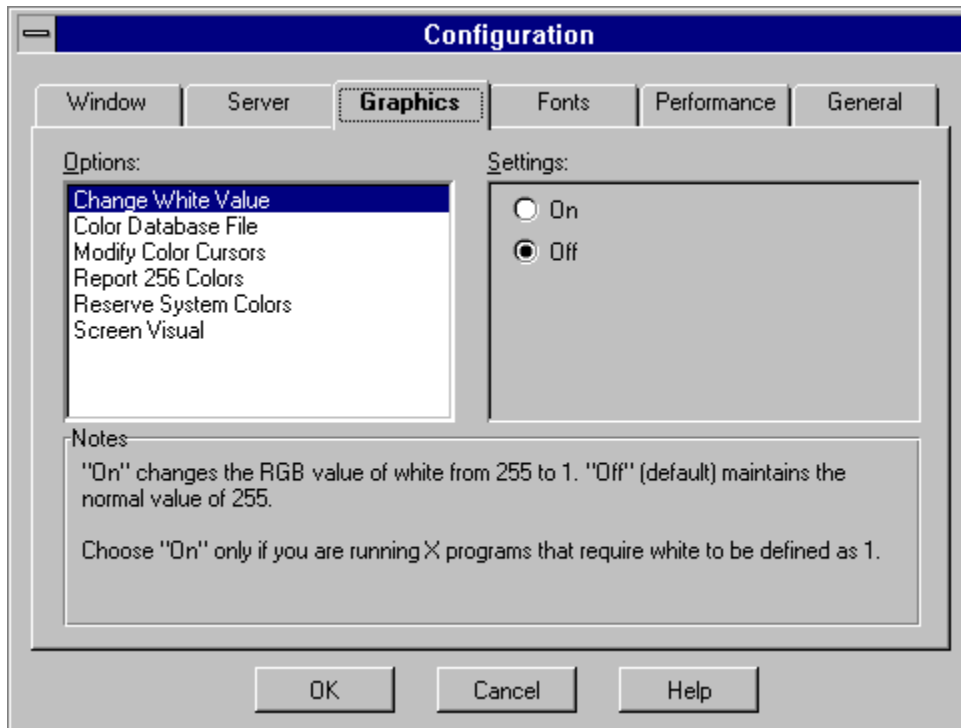 Configuration
Window Server Graphics Fonts Performance General
Options:
Change White Value
Color Database File
Modify Color Cursors
Report 256 Colors
Reserve System Colors
Screen Visual
Settings:
On
Off
Notes
"On" changes the RGB value of white from 255 to 1. "Off" (default) maintains the
normal value of 255.
Choose "On" only if you are running X programs that require white to be defined as 1.
OK Cancel Help